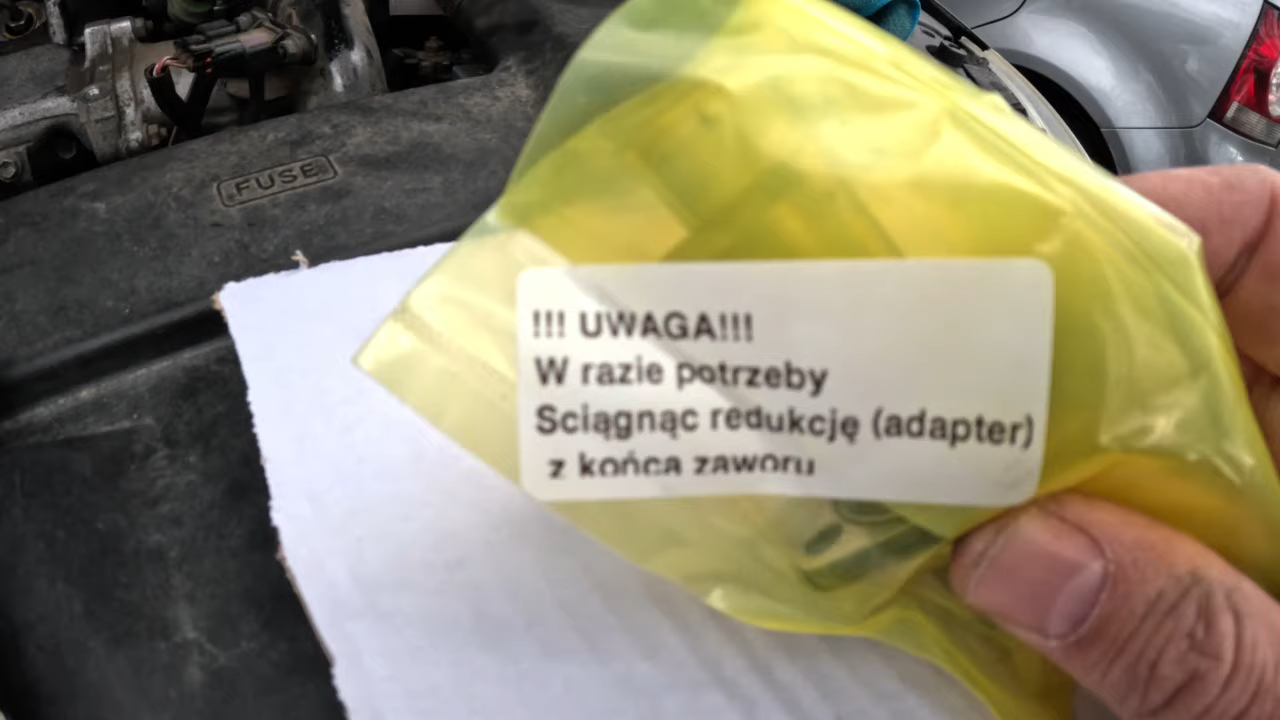 FUSE
!!! UWAGA!!!
W razie potrzeby
Sciągnąc redukcję (adapter)
z końca zaworu